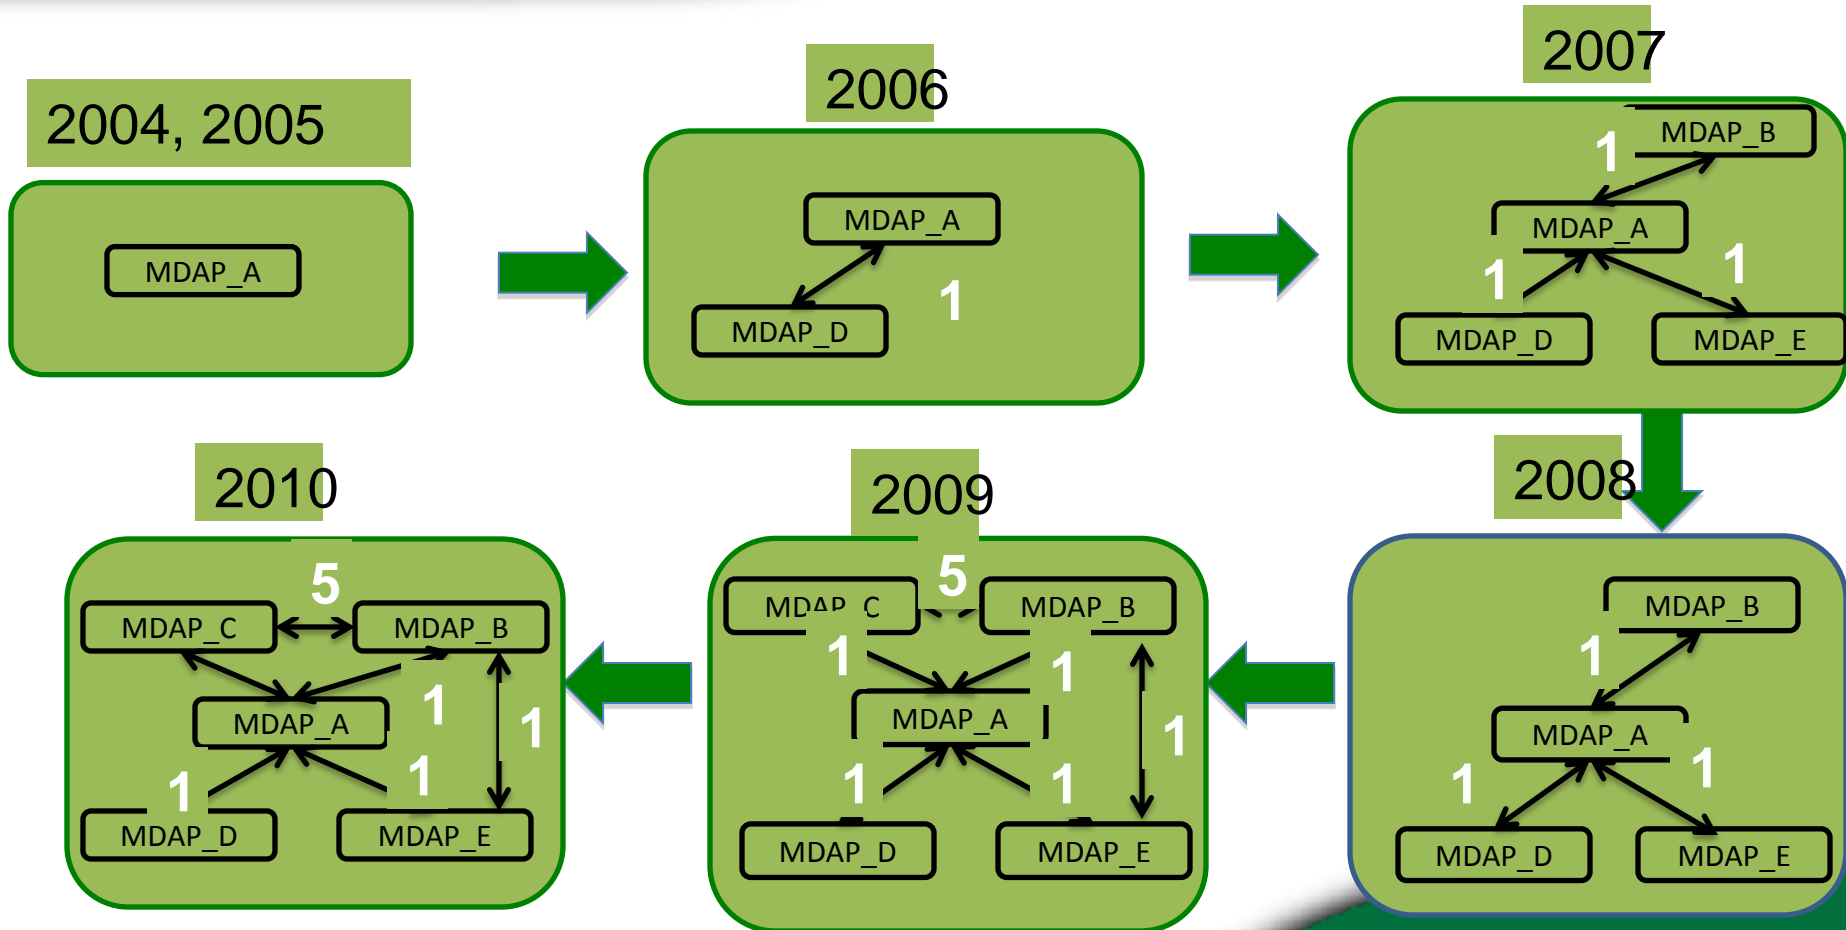 2004, 2005
MDAP_A
2006
MDAP_A
1
MDAP_D
2007
MDAP_B
1
MDAP_A
1
1
MDAP_D
MDAP_E
2008
MDAP_B
1
MDAP_A
1
1
MDAP_D
MDAP_E
2009
5
MDAP_C
MDAP_B
1
1
MDAP_A
1
1
1
MDAP_D
MDAP_E
2010
5
MDAP_C
MDAP_B
1
1
MDAP_A
1
1
MDAP_D
MDAP_E